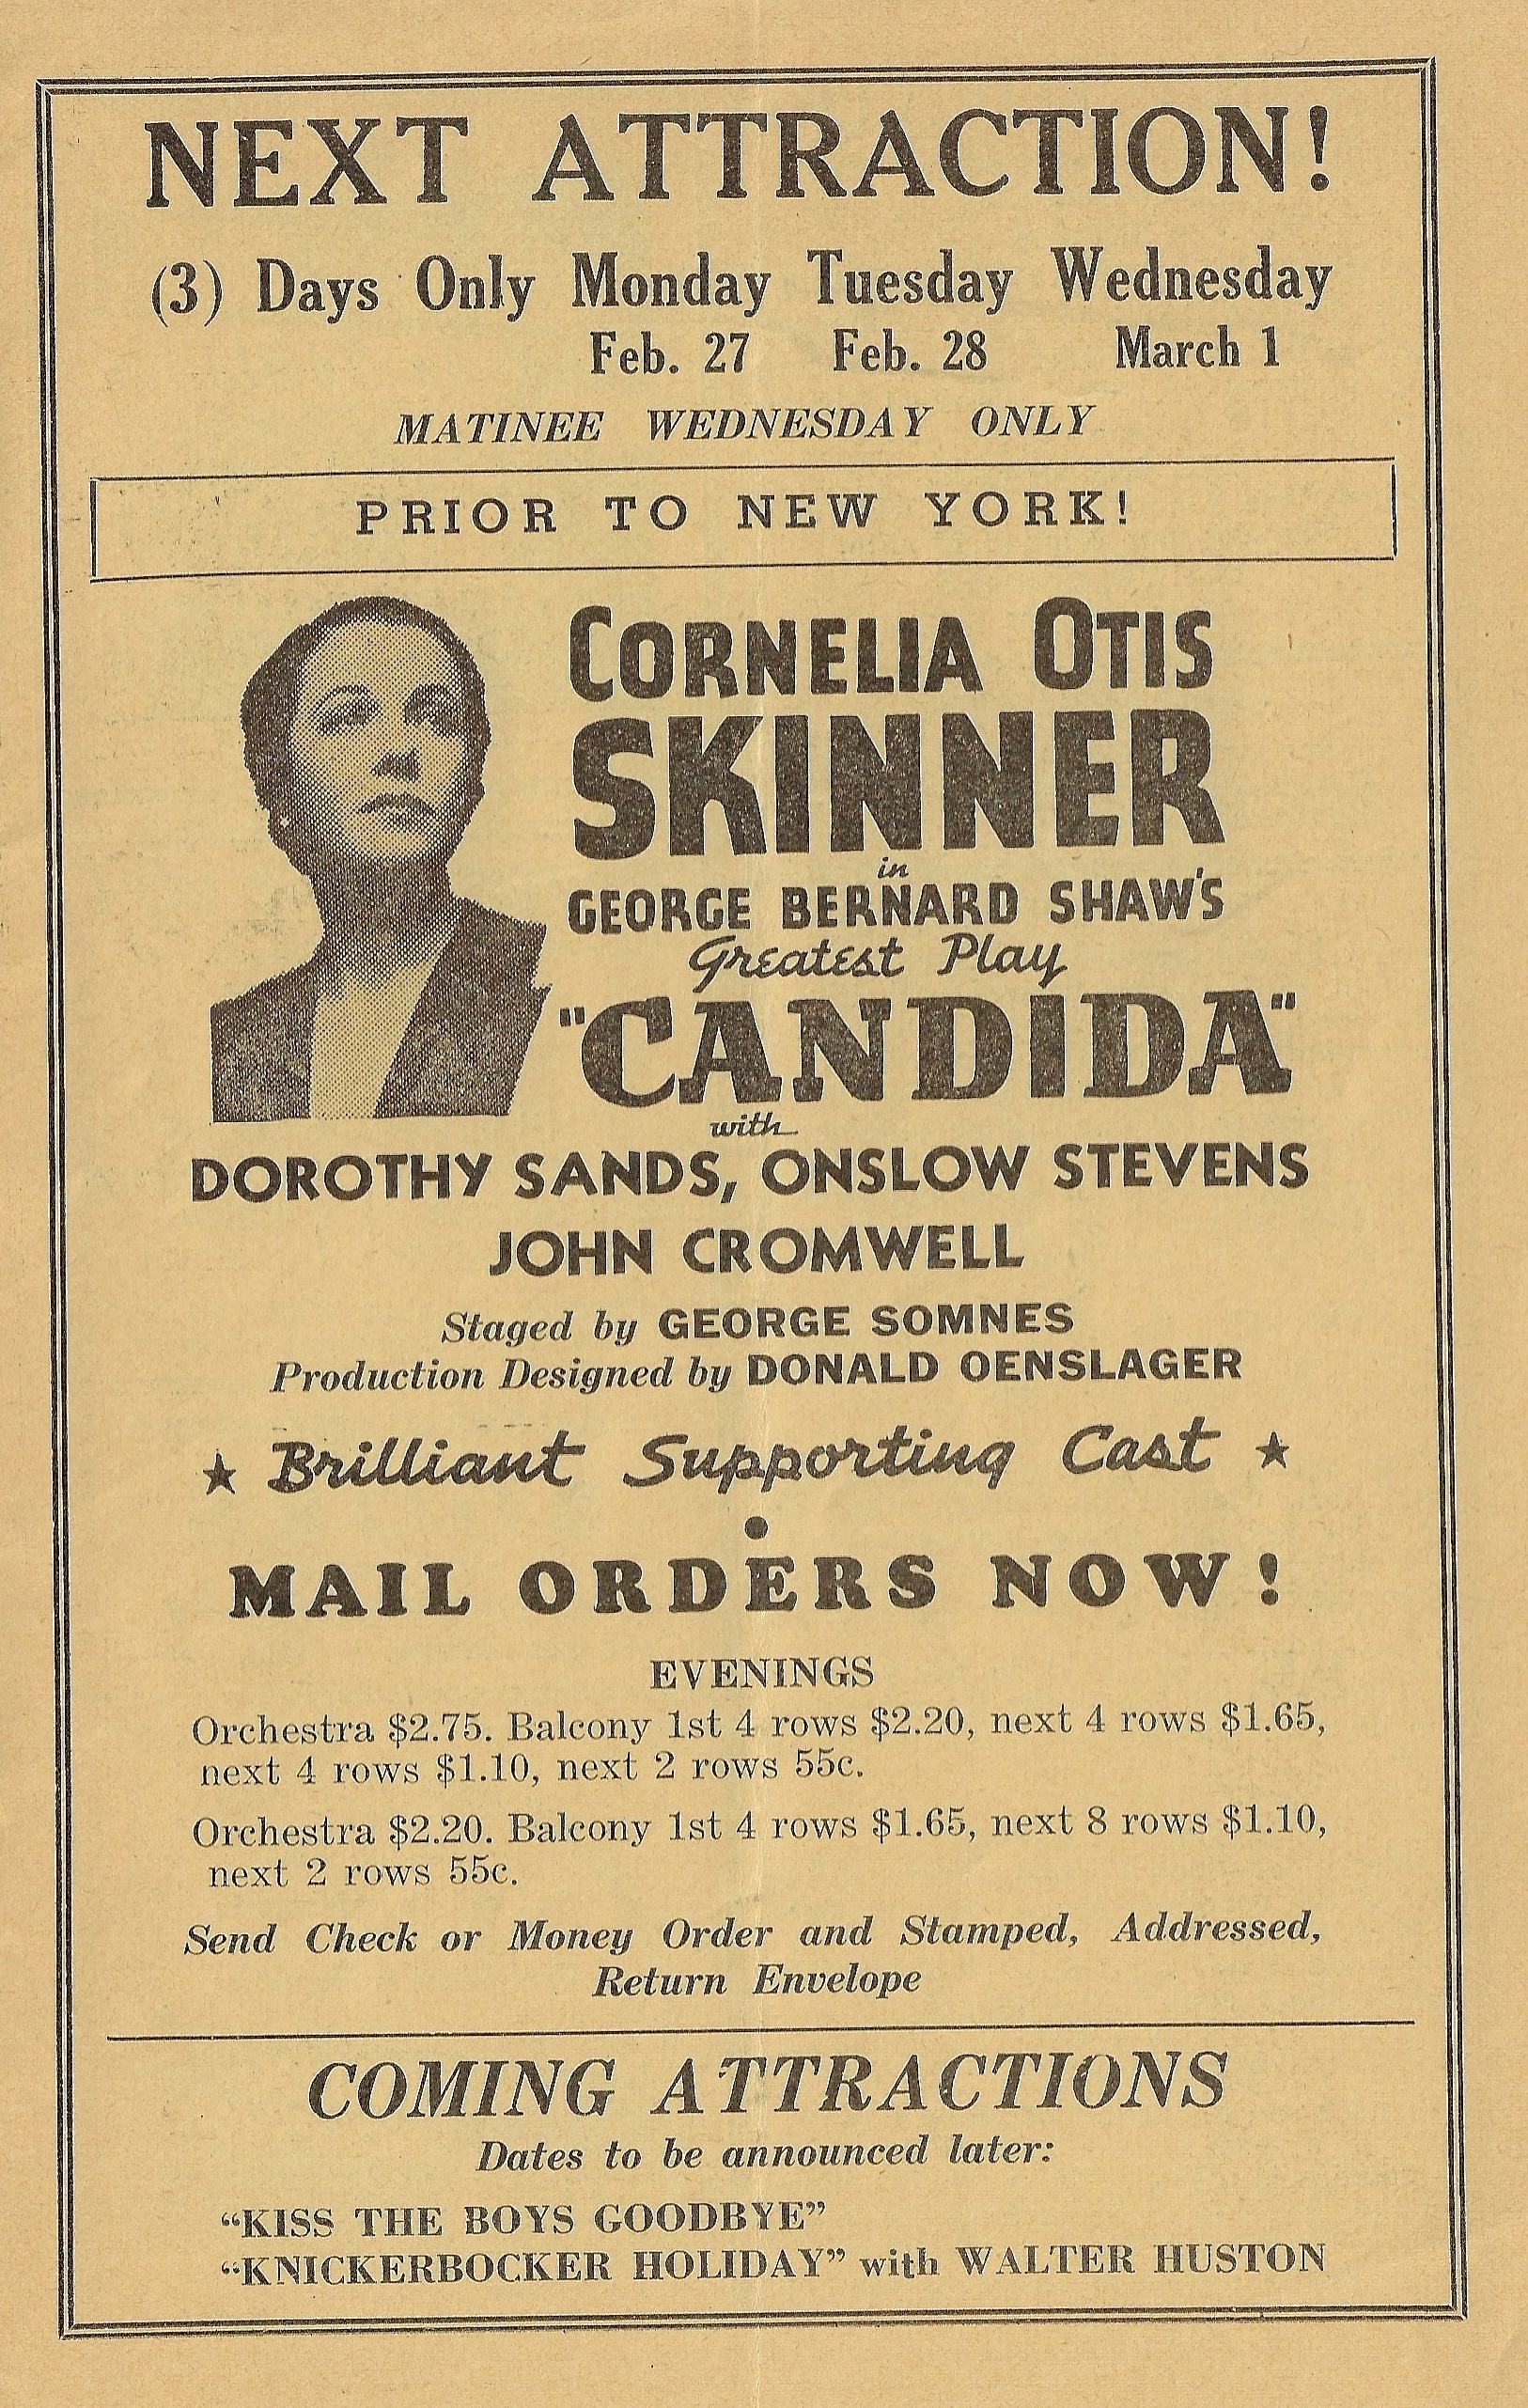 NEXT ATTRACTION!
(3) Days Only Monday Tuesday Wednesday
Feb. 27 Feb. 28 March 1
MATINEE WEDNESDAY ONLY
PRIOR TO NEW YORK!
CORNELIA OTIS
SKINNER
in
GEORGE BERNARD SHAW'S
Greatest Play
"CANDIDA"
with
DOROTHY SANDS, ONSLOW STEVENS
JOHN CROMWELL
Staged by GEORGE SOMNES
Production Designed by DONALD OENSLAGER
★ Brilliant Supporting Cast ★
•
MAIL ORDERS NOW!
EVENINGS
Orchestra $2.75. Balcony 1st 4 rows $2.20, next 4 rows $1.65,
next 4 rows $1.10, next 2 rows 55c.
Orchestra $2.20. Balcony 1st 4 rows $1.65, next 8 rows $1.10,
next 2 rows 55c.
Send Check or Money Order and Stamped, Addressed,
Return Envelope
COMING ATTRACTIONS
Dates to be announced later:
“KISS THE BOYS GOODBYE”
“KNICKERBOCKER HOLIDAY” with WALTER HUSTON